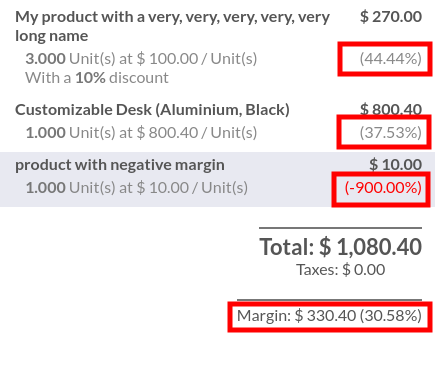 My product with a very, very, very, very, very $ 270.00
long name
3.000 Unit(s) at $ 100.00 / Unit(s) (44.44%)
With a 10% discount
Customizable Desk (Aluminium, Black) $ 800.40
1.000 Unit(s) at $ 800.40 / Unit(s) (37.53%)
product with negative margin $ 10.00
1.000 Unit(s) at $ 10.00 / Unit(s) (-900.00%)
Total: $ 1,080.40
Taxes: $ 0.00
Margin: $ 330.40 (30.58%)